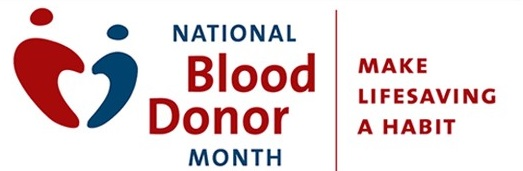 NATIONAL
Blood
Donor
MONTH
MAKE
LIFESAVING
A HABIT